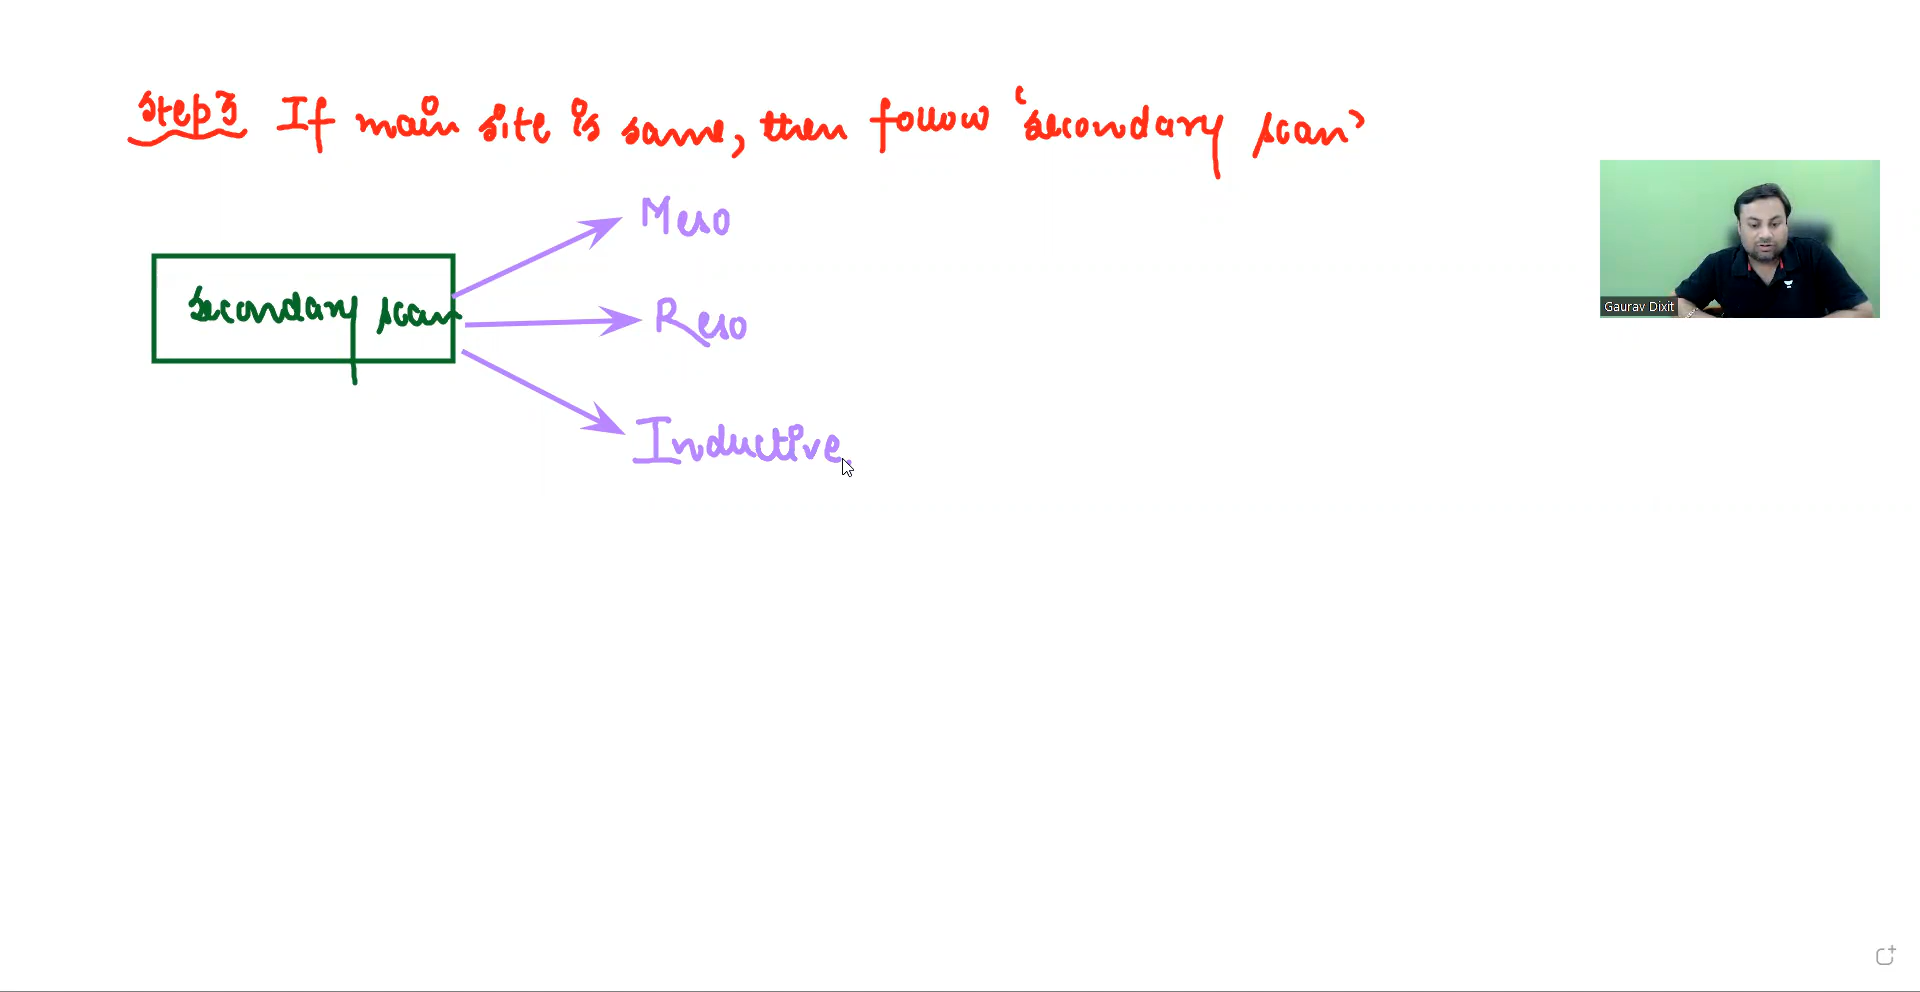 Step 3 If main site is same, then follow 'secondary scan'
Meso
secondary scan
Reso
Inductive
Gaurav Dixit